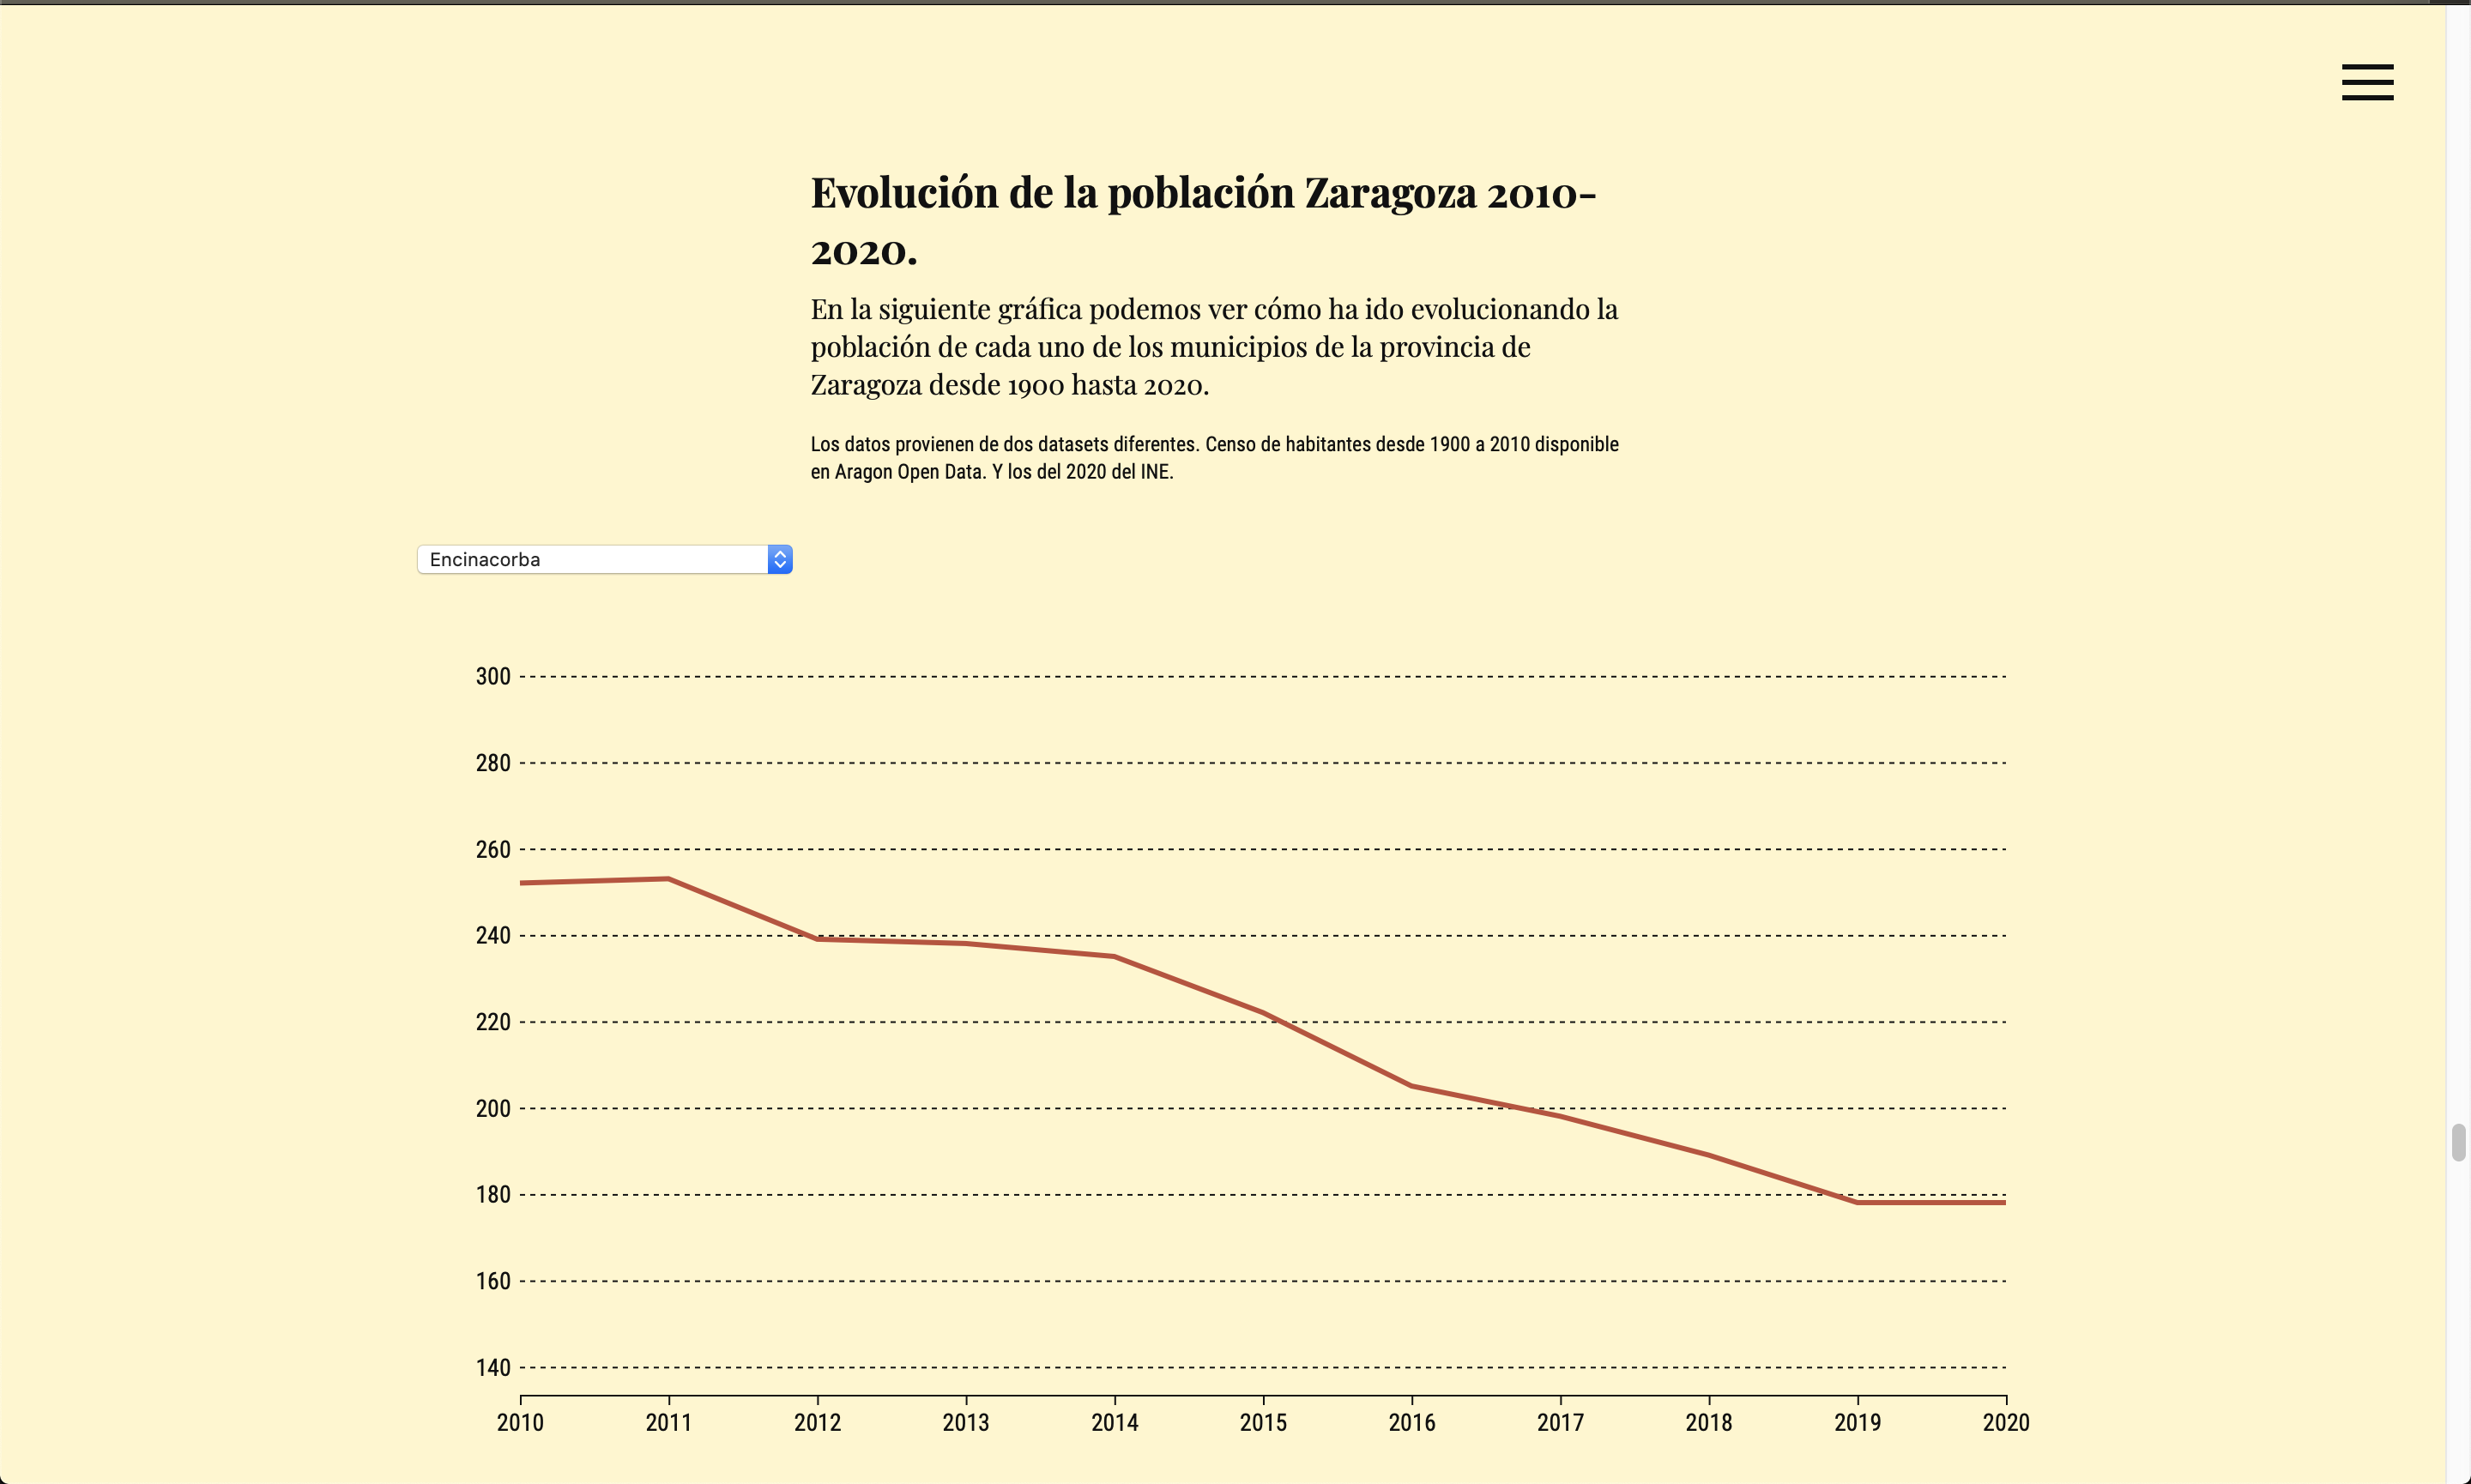 Evolución de la población Zaragoza 2010-
2020.
En la siguiente gráfica podemos ver cómo ha ido evolucionando la
población de cada uno de los municipios de la provincia de
Zaragoza desde 1900 hasta 2020.
Los datos provienen de dos datasets diferentes. Censo de habitantes desde 1900 a 2010 disponible
en Aragon Open Data. Y los del 2020 del INE.
Encinacorba
300
280
260
240
220
200
180
160
140
2010 2011 2012 2013 2014 2015 2016 2017 2018 2019 2020